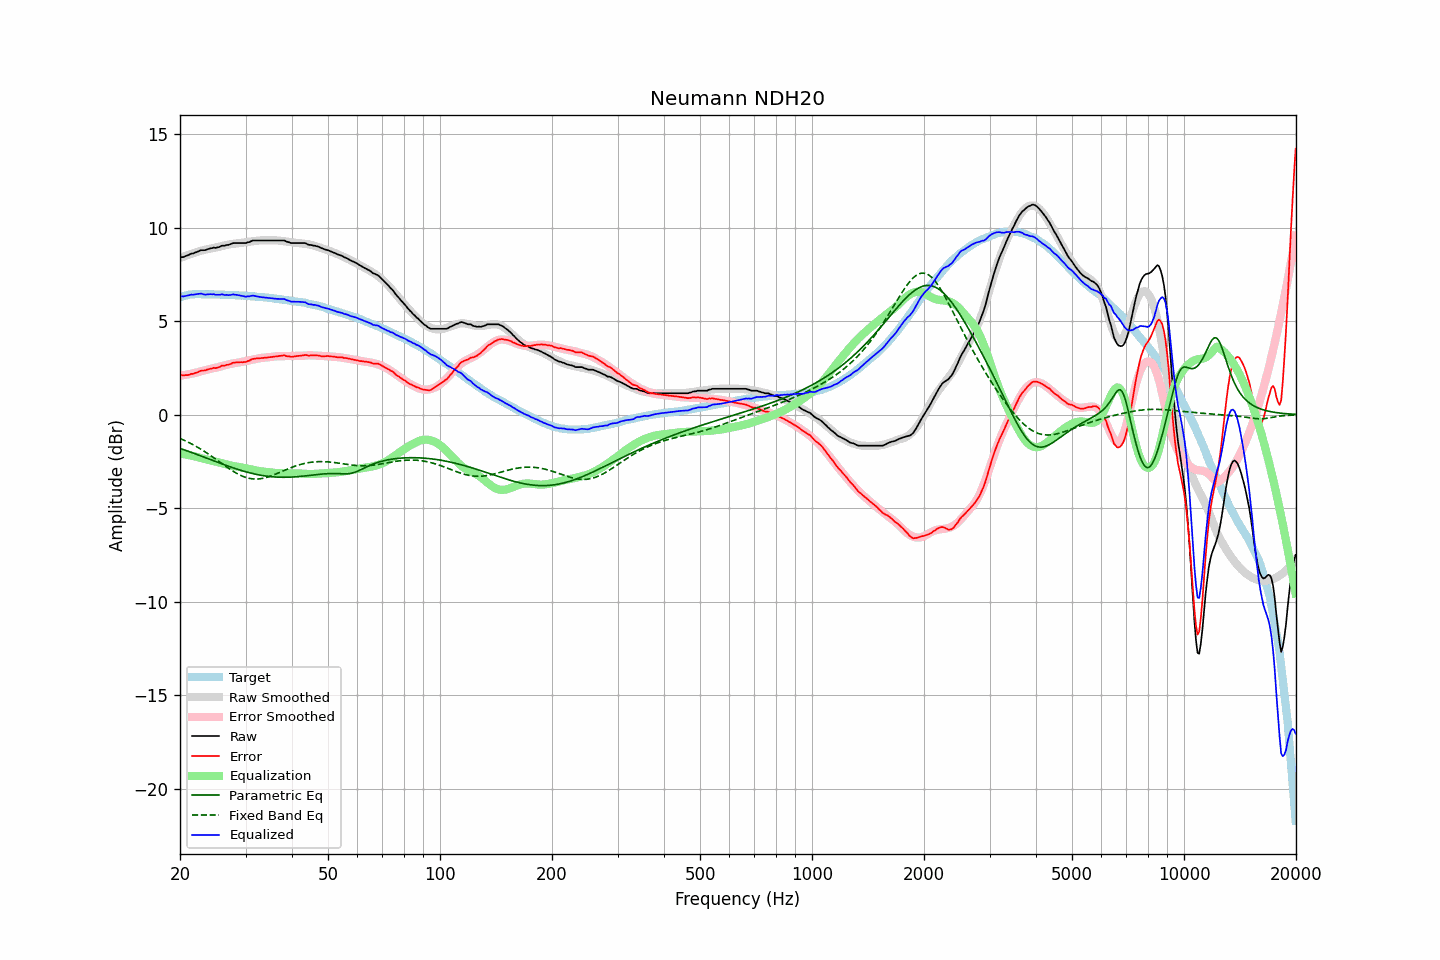 Neumann NDH20
15
10
5
0
−5
−10
−15
−20
Amplitude (dBr)
20
50
100
200
500
1000
2000
5000
10000
20000
Frequency (Hz)
Target
Raw Smoothed
Error Smoothed
Raw
Error
Equalization
Parametric Eq
Fixed Band Eq
Equalized